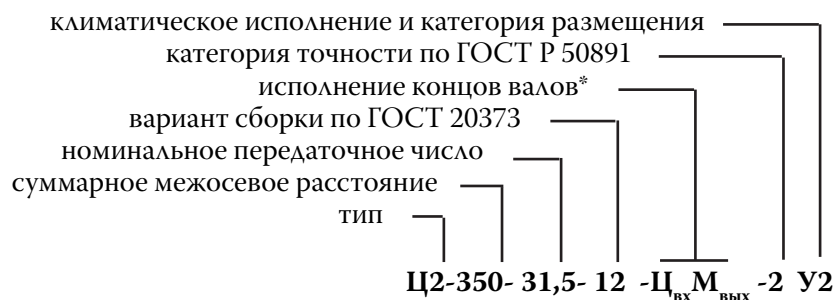 климатическое исполнение и категория размещения
категория точности по ГОСТ Р 50891
исполнение концов валов*
вариант сборки по ГОСТ 20373
номинальное передаточное число
суммарное межосевое расстояние
тип
Ц2-350- 31,5- 12 -ЦвхМвых -2 У2